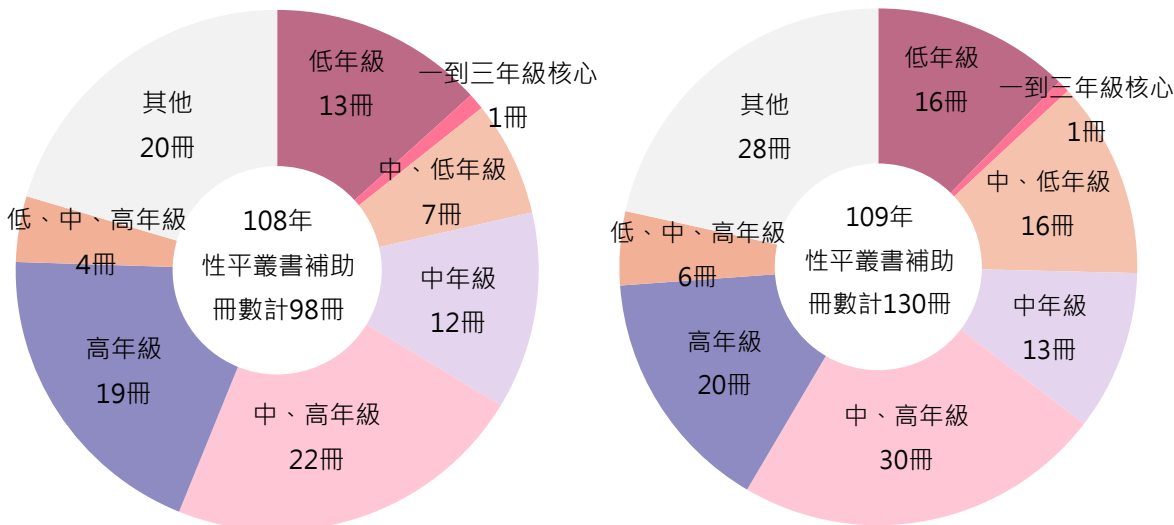 108年
性平叢書補助
冊數計98冊
低年級
13冊
一到三年級核心
1冊
中、低年級
7冊
中年級
12冊
中、高年級
22冊
高年級
19冊
低、中、高年級
4冊
其他
20冊
109年
性平叢書補助
冊數計130冊
低年級
16冊
一到三年級核心
1冊
中、低年級
16冊
中年級
13冊
中、高年級
30冊
高年級
20冊
低、中、高年級
6冊
其他
28冊